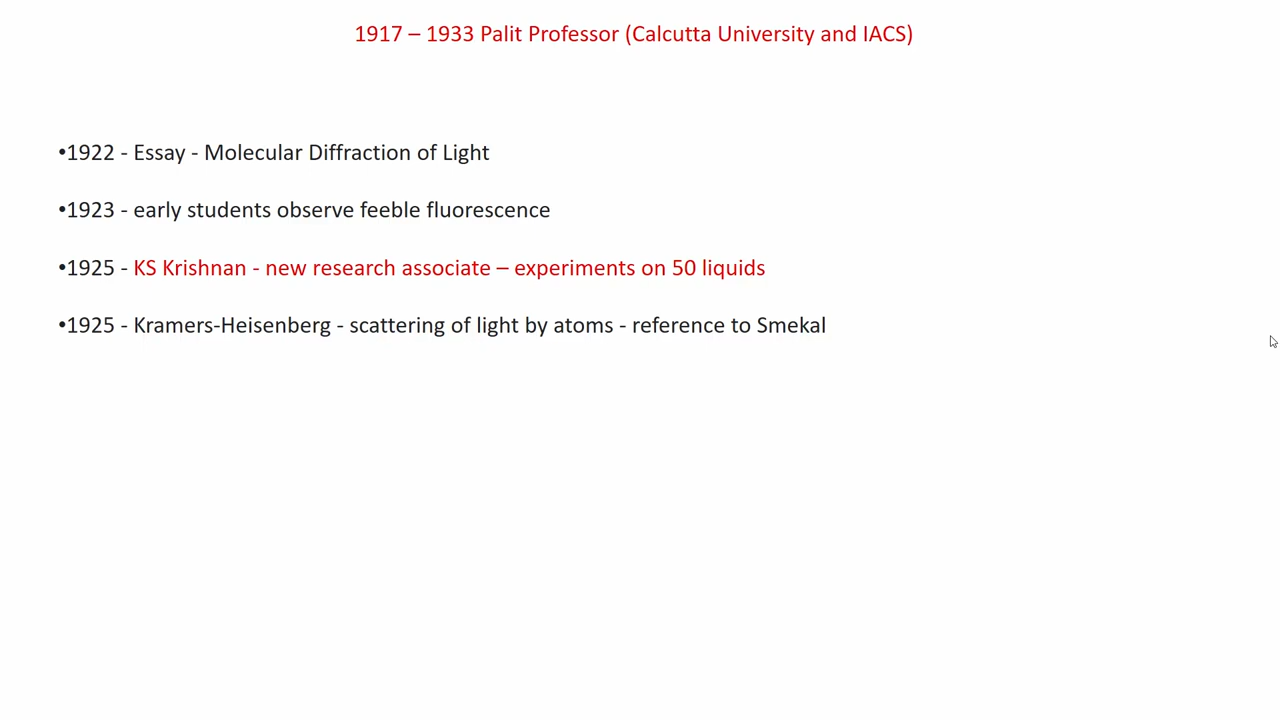 1917 – 1933 Palit Professor (Calcutta University and IACS)
•1922 - Essay - Molecular Diffraction of Light
•1923 - early students observe feeble fluorescence
•1925 - KS Krishnan - new research associate – experiments on 50 liquids
•1925 - Kramers-Heisenberg - scattering of light by atoms - reference to Smekal